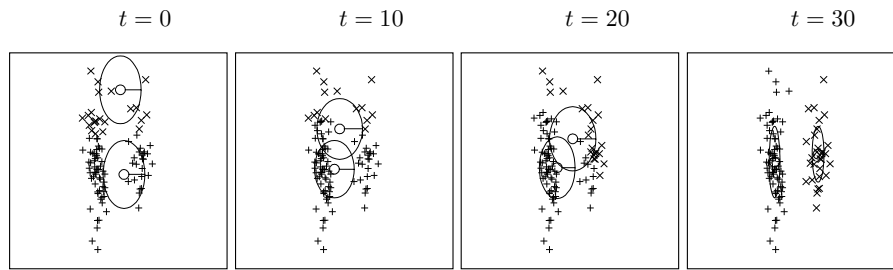 t = 0
t = 10
t = 20
t = 30